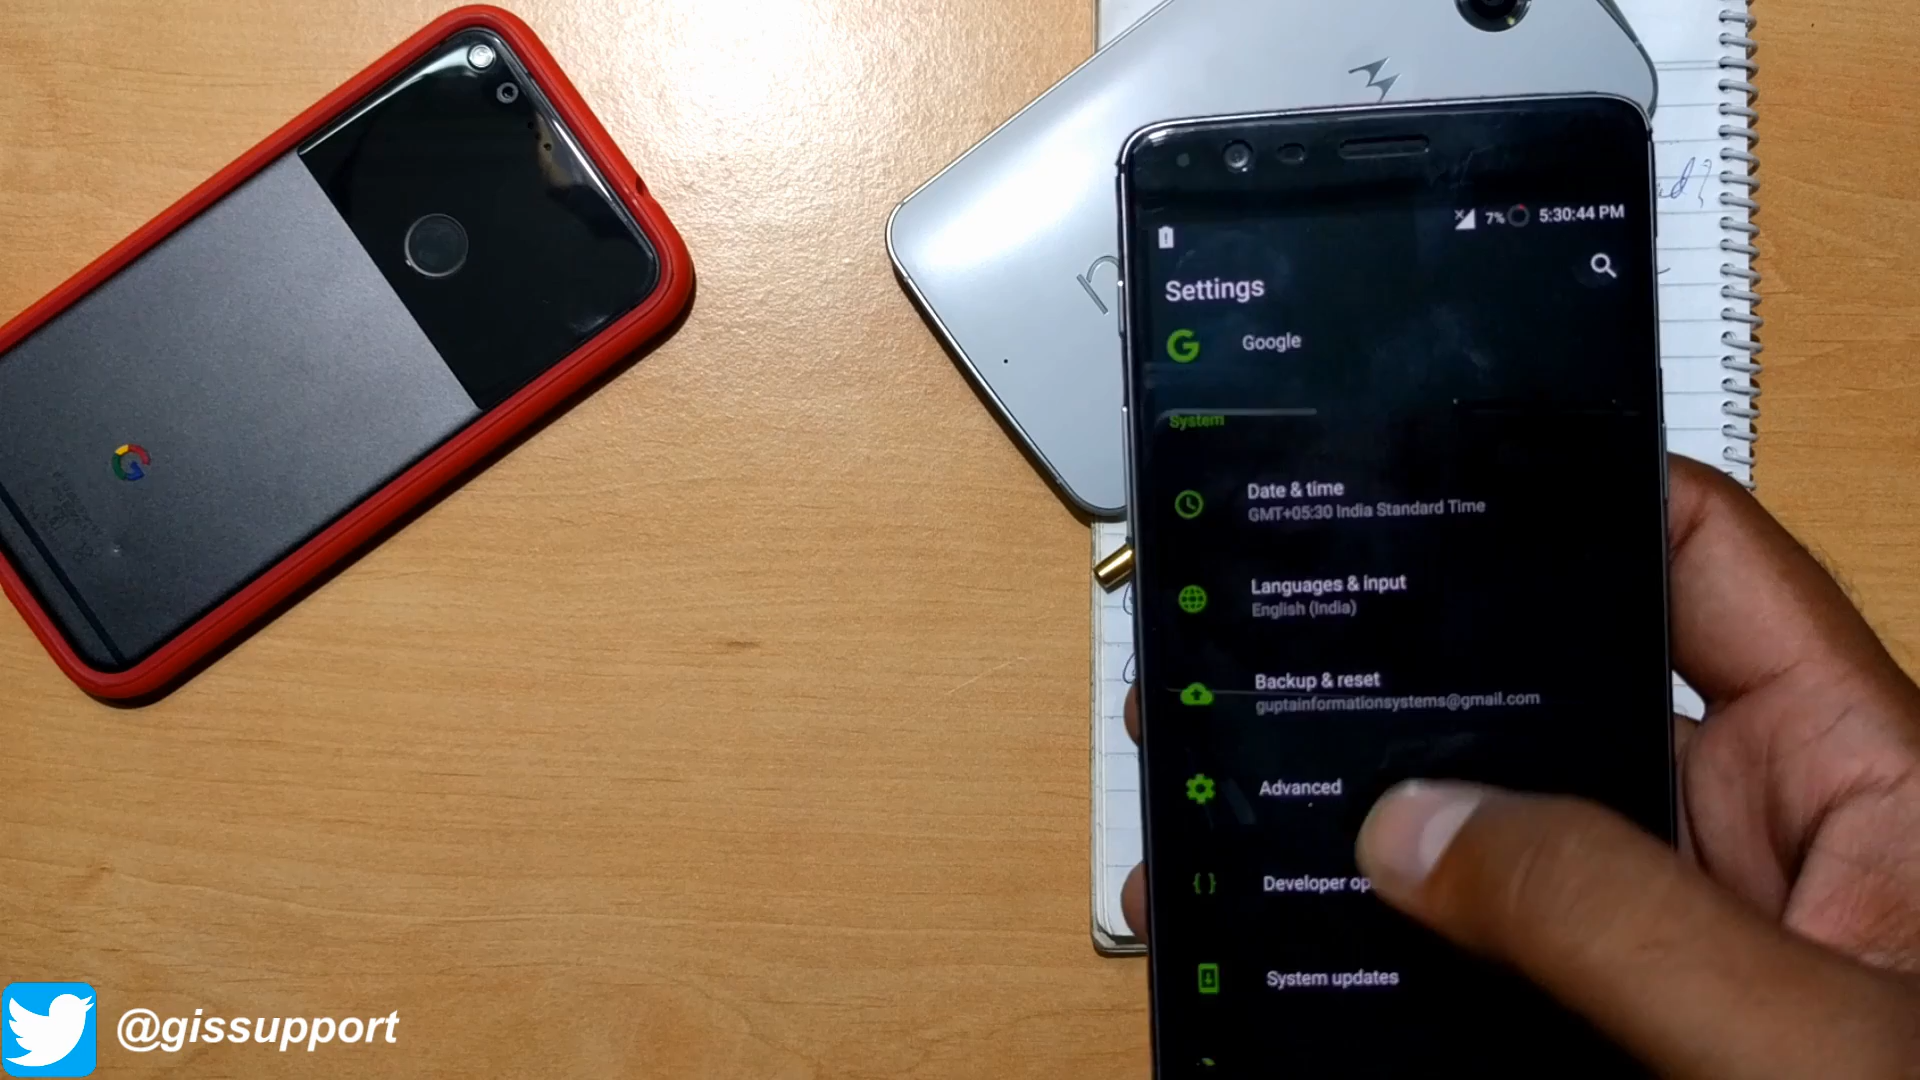 7%
5:30:44 PM
Settings
Google
System
Date & time
GMT+05:30 India Standard Time
Languages & input
English (India)
Backup & reset
guptainformationsystems@gmail.com
Advanced
Developer op
System updates
@gissupport